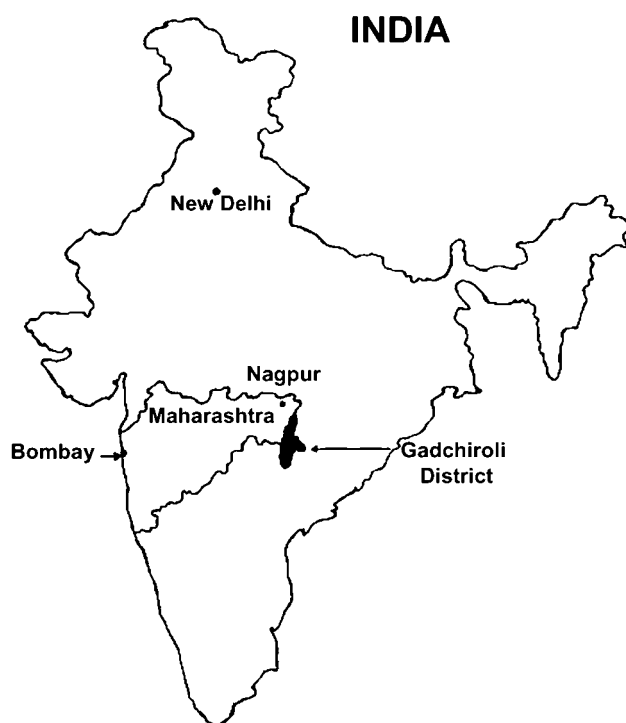 INDIA
New Delhi
Nagpur
Maharashtra
Bombay
Gadchiroli
District